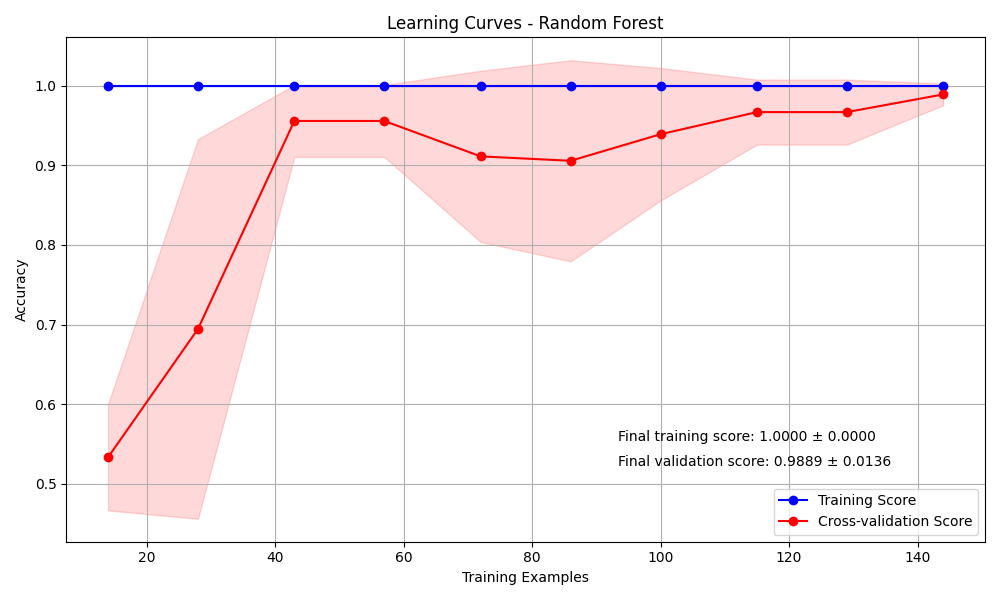 Learning Curves - Random Forest
Accuracy
1.0
0.9
0.8
0.7
0.6
0.5
Final training score: 1.0000 ± 0.0000
Final validation score: 0.9889 ± 0.0136
Training Score
Cross-validation Score
20
40
60
80
100
120
140
Training Examples